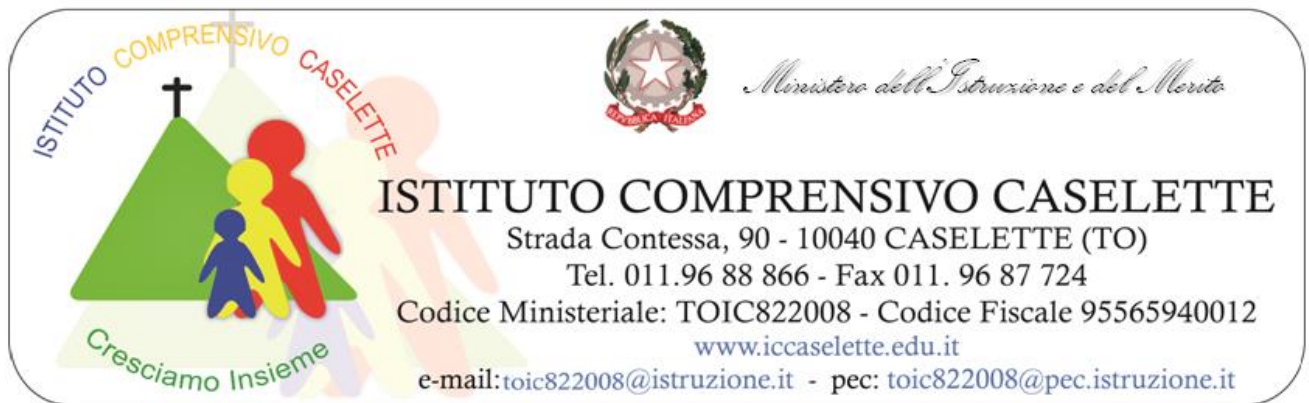 ISTITUTO COMPRENSIVO CASELETTE
Cresciamo Insieme
REPVBBLICA ITALIANA
Ministero dell'Istruzione e del Merito
ISTITUTO COMPRENSIVO CASELETTE
Strada Contessa, 90 - 10040 CASELETTE (TO)
Tel. 011.96 88 866 - Fax 011. 96 87 724
Codice Ministeriale: TOIC822008 - Codice Fiscale 95565940012
www.iccaselette.edu.it
e-mail: toic822008@istruzione.it - pec: toic822008@pec.istruzione.it